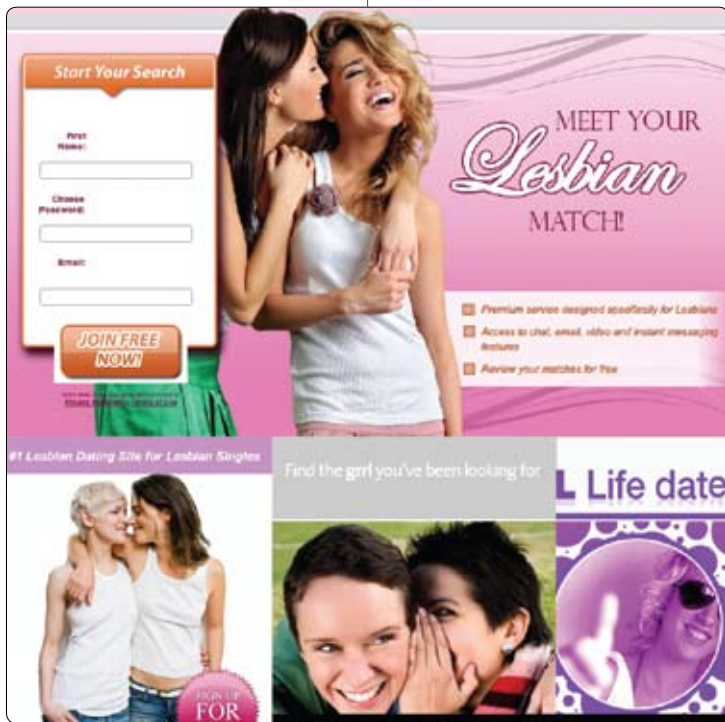 Start Your Search
First
Name:
Choose
Password:
Email:
JOIN FREE
NOW!
MEET YOUR
Lesbian
MATCH!
Premium service designed specifically for Lesbians
Access to chat, email, video and instant messaging
features
Review your matches for free
#1 Lesbian Dating Site for Lesbian Singles
SIGN UP
FOR
Find the grrl you've been looking for
L Life date